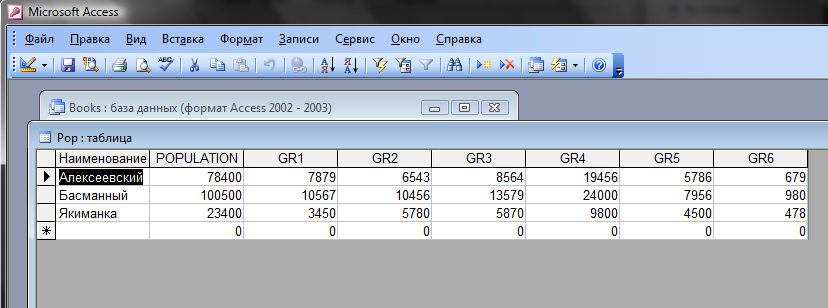 Microsoft Access
Файл Правка Вид Вставка Формат Записи Сервис Окно Справка
Books : база данных (формат Access 2002 - 2003)
Pop : таблица
Наименование POPULATION GR1 GR2 GR3 GR4 GR5 GR6
Алексеевский 78400 7879 6543 8564 19456 5786 679
Басманный 100500 10567 10456 13579 24000 7956 980
Якиманка 23400 3450 5780 5870 9800 4500 478
0 0 0 0 0 0 0